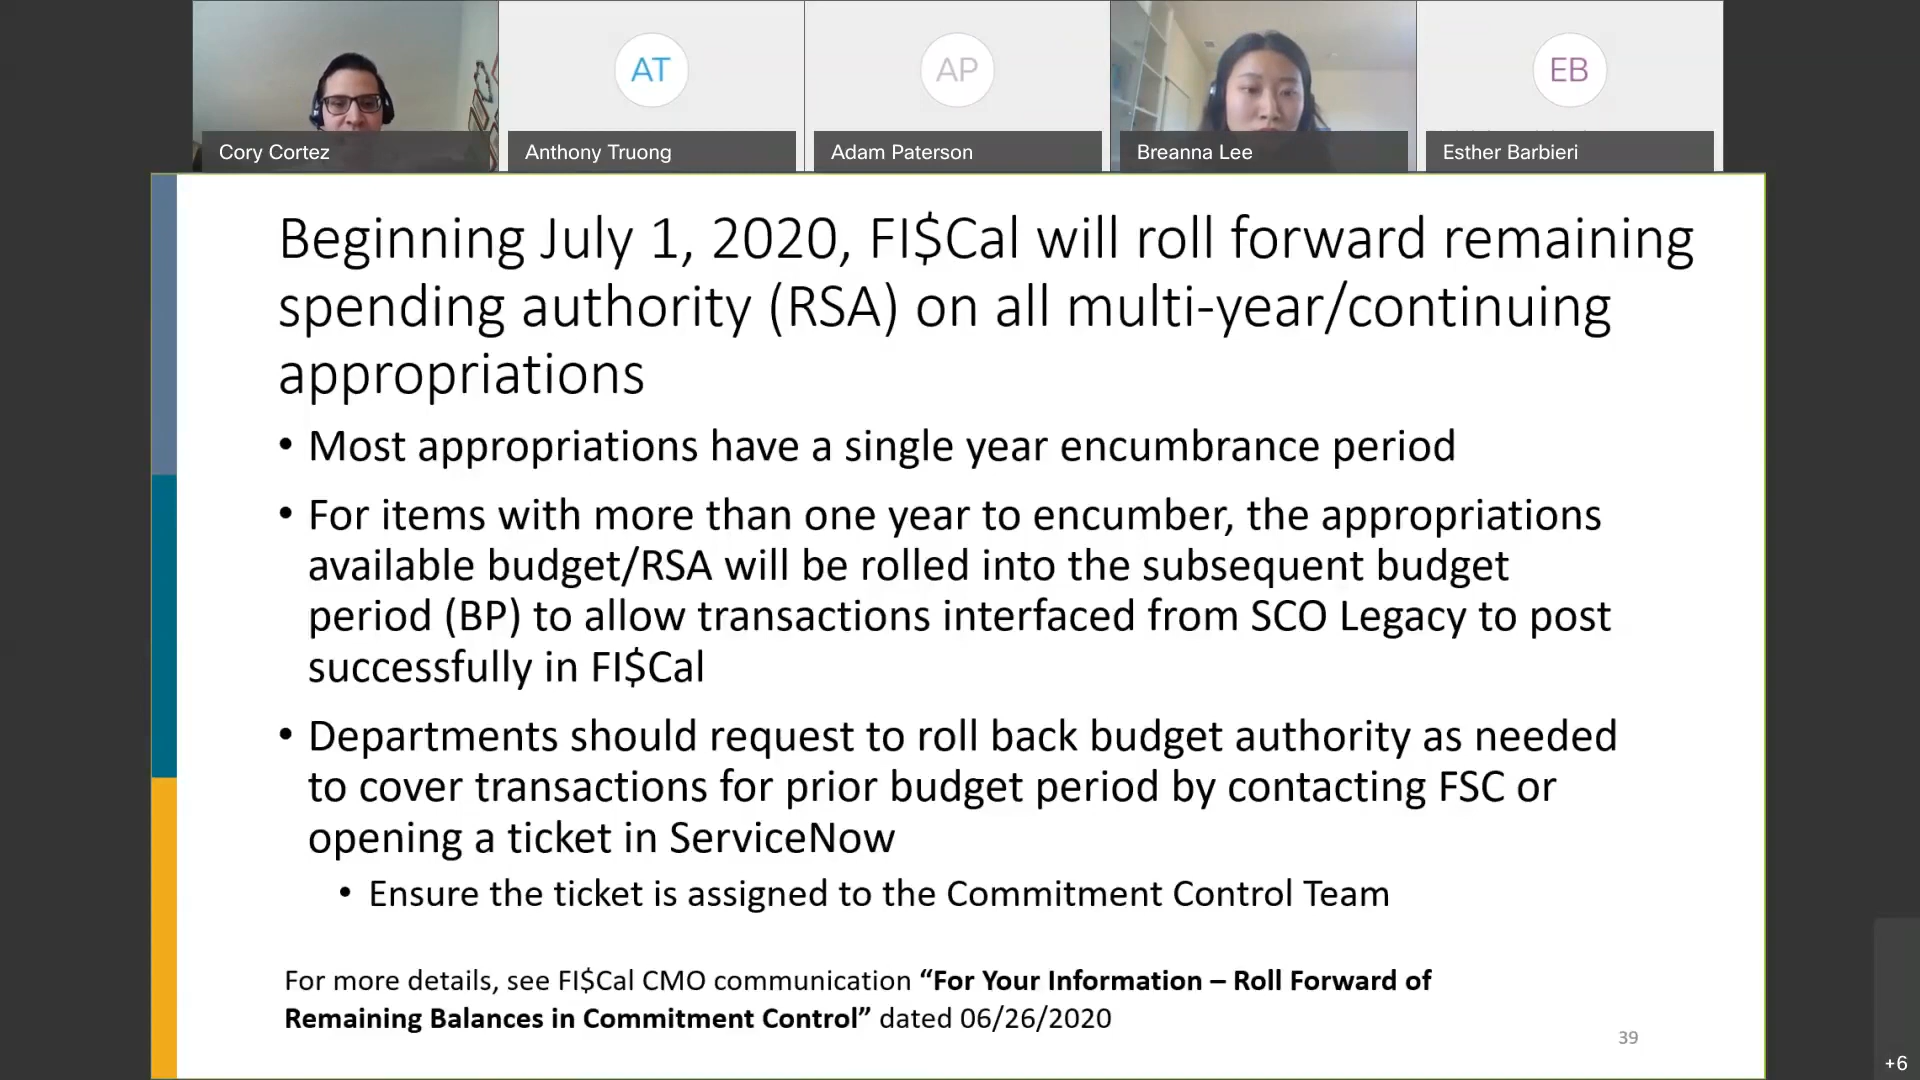 AT
AP
EB
Cory Cortez
Anthony Truong
Adam Paterson
Breanna Lee
Esther Barbieri
Beginning July 1, 2020, FI$Cal will roll forward remaining
spending authority (RSA) on all multi-year/continuing
appropriations
• Most appropriations have a single year encumbrance period
• For items with more than one year to encumber, the appropriations
available budget/RSA will be rolled into the subsequent budget
period (BP) to allow transactions interfaced from SCO Legacy to post
successfully in FI$Cal
• Departments should request to roll back budget authority as needed
to cover transactions for prior budget period by contacting FSC or
opening a ticket in ServiceNow
• Ensure the ticket is assigned to the Commitment Control Team
For more details, see FI$Cal CMO communication “For Your Information – Roll Forward of
Remaining Balances in Commitment Control” dated 06/26/2020
39
+6